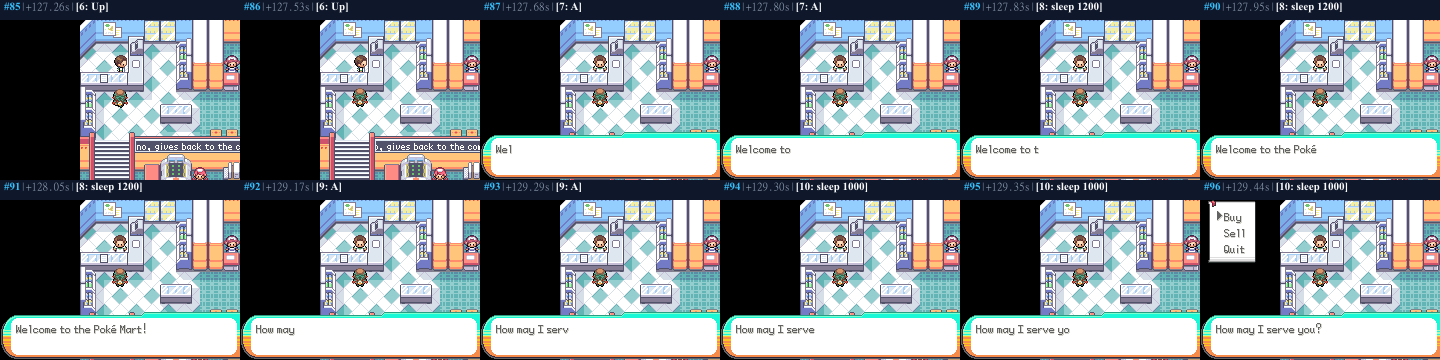 #85|+127.26s|[6: Up]
#86|+127.53s|[6: Up]
#87|+127.68s|[7: A]
#88|+127.80s|[7: A]
#89|+127.83s|[8: sleep 1200]
#90|+127.95s|[8: sleep 1200]
no, gives back to the c
o, gives back to the co
Wel
Welcome to
Welcome to t
Welcome to the Poké
#91|+128.05s|[8: sleep 1200]
#92|+129.17s|[9: A]
#93|+129.29s|[9: A]
#94|+129.30s|[10: sleep 1000]
#95|+129.35s|[10: sleep 1000]
#96|+129.44s|[10: sleep 1000]
Buy
Sell
Quit
Welcome to the Poké Mart!
How may
How may I serv
How may I serve
How may I serve yo
How may I serve you?